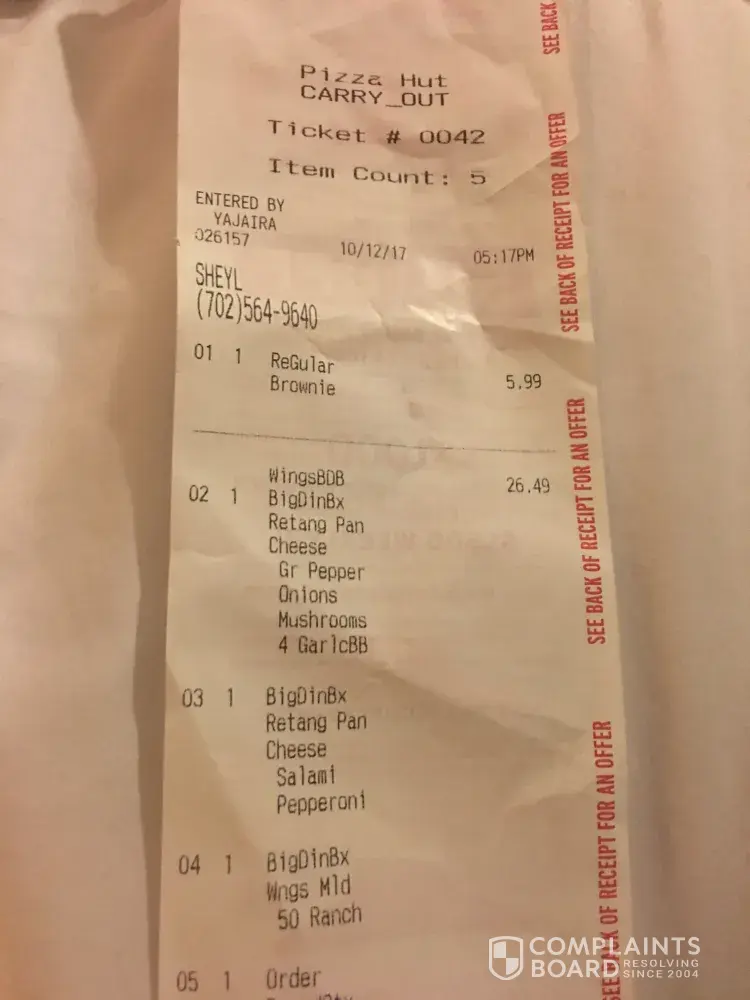 Pizza Hut
CARRY_OUT
Ticket # 0042
Item Count: 5
ENTERED BY
YAJAIRA
026157 10/12/17 05:17PM
SHEYL
(702)564-9640
01 1 ReGular
Brownie 5.99
WingsBDB 26.49
02 1 BigDinBx
Retang Pan
Cheese
Gr Pepper
Onions
Mushrooms
4 GarlcBB
03 1 BigDinBx
Retang Pan
Cheese
Salami
Pepperoni
04 1 BigDinBx
Wngs Mld
50 Ranch
05 1 Order
SEE BACK
SEE BACK OF RECEIPT FOR AN OFFER
SEE BACK OF RECEIPT FOR AN OFFER
SEE BACK OF RECEIPT FOR AN OFFER
COMPLAINTS
BOARD RESOLVING
SINCE 2004